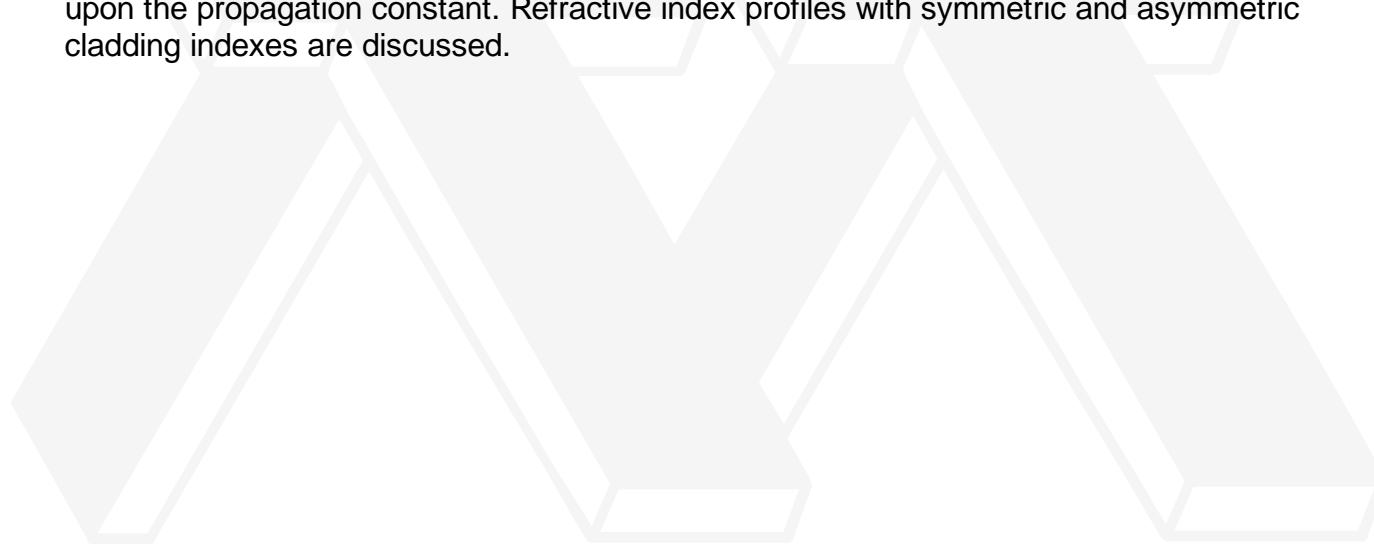 upon the propagation constant. Refractive index profiles with symmetric and asymmetric
cladding indexes are discussed.